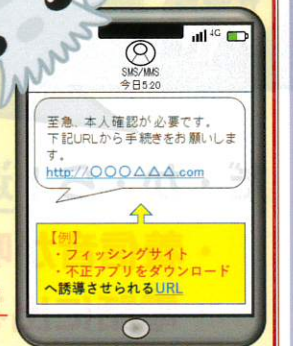 4G
SMS/MMS
今日5:20
至急、本人確認が必要です。
下記URLから手続きをお願いしま
す。
http://〇〇〇△△△.com
【例】
・フィッシングサイト
・不正アプリをダウンロード
へ誘導させられるURL